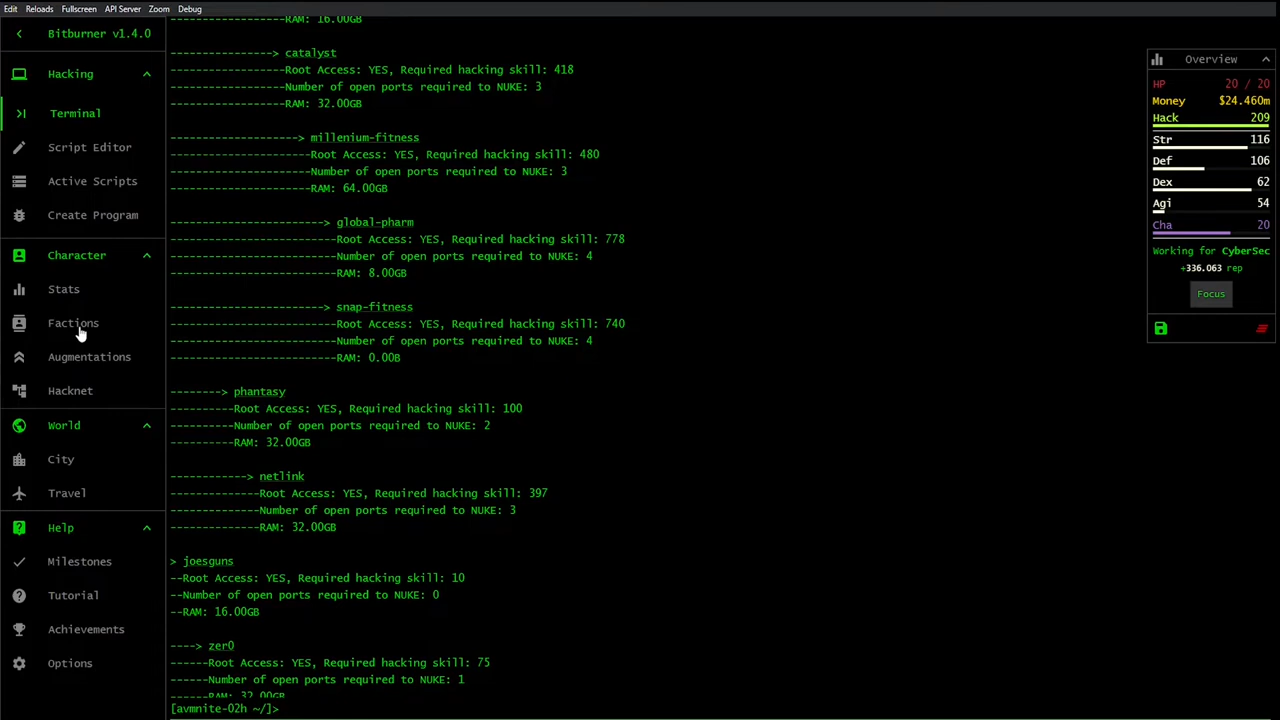 Edit Reloads Fullscreen API Server Zoom Debug
Bitburner v1.4.0
Hacking
Terminal
Script Editor
Active Scripts
Create Program
Character
Stats
Factions
Augmentations
Hacknet
World
City
Travel
Help
Milestones
Tutorial
Achievements
Options
-----------------RAM: 16.00GB
----------------> catalyst
------------------Root Access: YES, Required hacking skill: 418
------------------Number of open ports required to NUKE: 3
------------------RAM: 32.00GB
--------------------> millenium-fitness
----------------------Root Access: YES, Required hacking skill: 480
----------------------Number of open ports required to NUKE: 3
----------------------RAM: 64.00GB
------------------------> global-pharm
--------------------------Root Access: YES, Required hacking skill: 778
--------------------------Number of open ports required to NUKE: 4
--------------------------RAM: 8.00GB
------------------------> snap-fitness
--------------------------Root Access: YES, Required hacking skill: 740
--------------------------Number of open ports required to NUKE: 4
--------------------------RAM: 0.00B
--------> phantasy
----------Root Access: YES, Required hacking skill: 100
----------Number of open ports required to NUKE: 2
----------RAM: 32.00GB
------------> netlink
--------------Root Access: YES, Required hacking skill: 397
--------------Number of open ports required to NUKE: 3
--------------RAM: 32.00GB
> joesguns
--Root Access: YES, Required hacking skill: 10
--Number of open ports required to NUKE: 0
--RAM: 16.00GB
----> zer0
------Root Access: YES, Required hacking skill: 75
------Number of open ports required to NUKE: 1
------RAM: 32.00GB
[avmnite-02h ~/]>
Overview
HP 20 / 20
Money $24.460m
Hack 209
Str 116
Def 106
Dex 62
Agi 54
Cha 20
Working for CyberSec
+336.063 rep
Focus